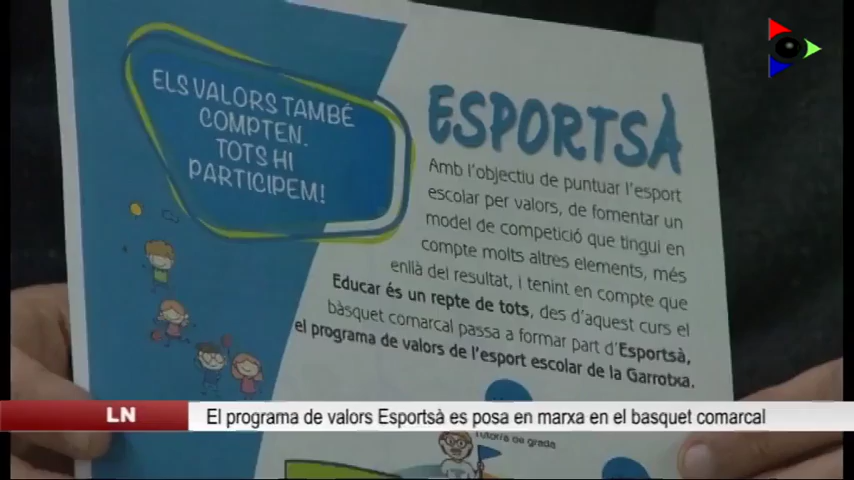 ELS VALORS TAMBÉ
COMPTEN.
TOTS HI
PARTICIPEM!
ESPORTSÀ
Amb l'objectiu de puntuar l'esport
escolar per valors, de fomentar un
model de competició que tingui en
compte molts altres elements, més
enllà del resultat, i tenint en compte que
Educar és un repte de tots, des d'aquest curs el
bàsquet comarcal passa a formar part d'Esportsà,
el programa de valors de l'esport escolar de la Garrotxa.
LN
El programa de valors Esportsà es posa en marxa en el basquet comarcal
Tutor/a de grada